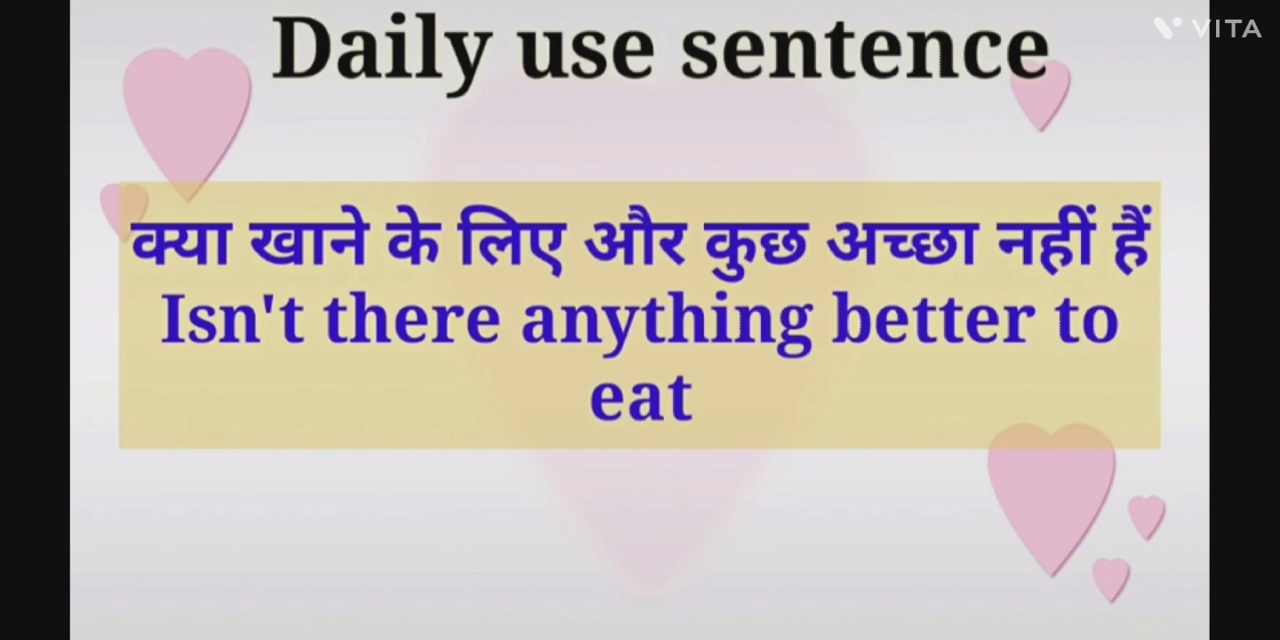 Daily use sentence
VITA
क्या खाने के लिए और कुछ अच्छा नहीं हैं
Isn't there anything better to
eat